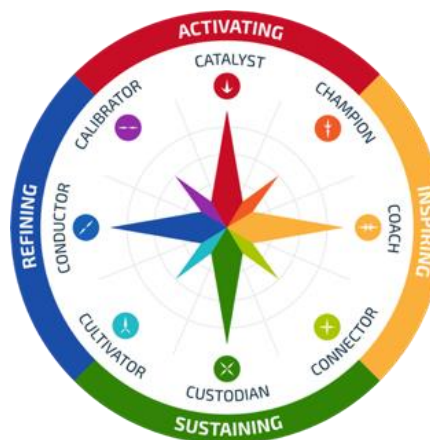 ACTIVATING
CATALYST
CHAMPION
COACH
INSPIRING
CONNECTOR
CUSTODIAN
SUSTAINING
CULTIVATOR
CONDUCTOR
REFINING
CALIBRATOR